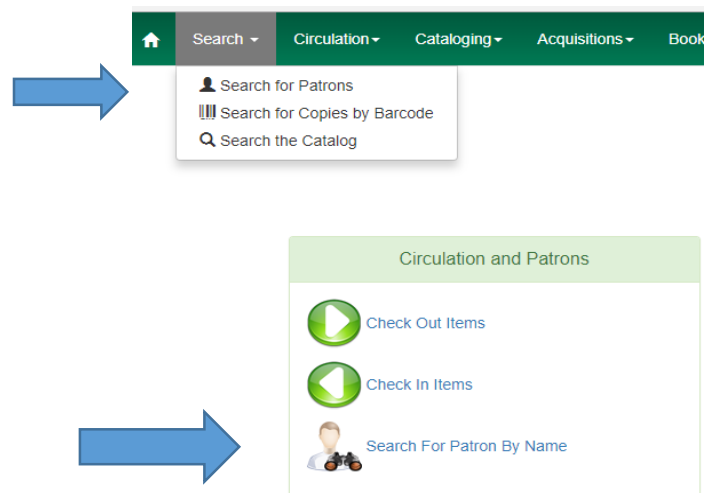 Search Circulation Cataloging Acquisitions Book
Search for Patrons
Search for Copies by Barcode
Search the Catalog
Circulation and Patrons
Check Out Items
Check In Items
Search For Patron By Name